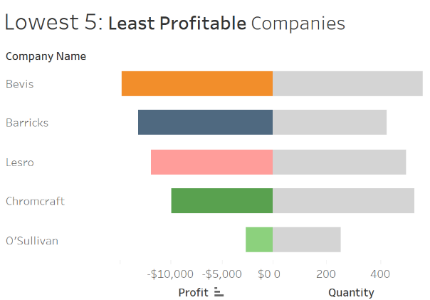 Lowest 5: Least Profitable Companies
Company Name
Bevis
Barricks
Lesro
Chromcraft
O'Sullivan
-$10,000 -$5,000 $0 0 200 400
Profit Quantity